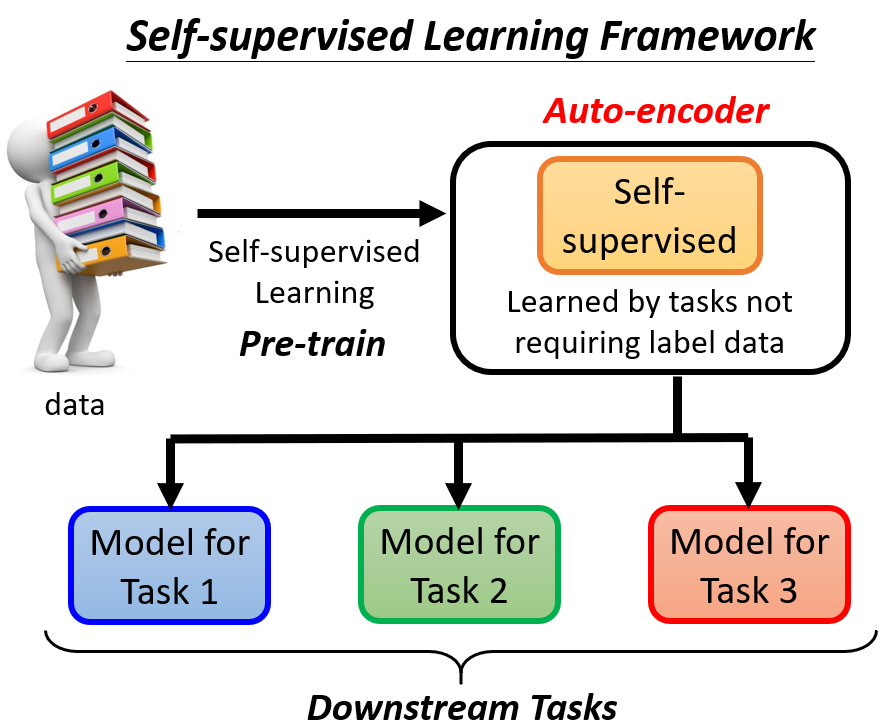 Self-supervised Learning Framework
Auto-encoder
Self-
supervised
Learned by tasks not
requiring label data
Self-supervised
Learning
Pre-train
data
Model for
Task 1
Model for
Task 2
Model for
Task 3
Downstream Tasks